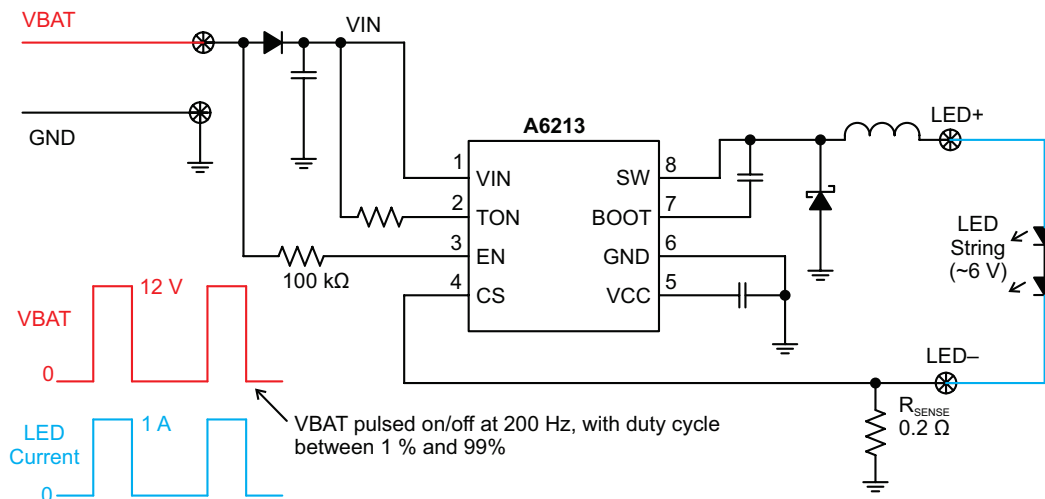 VBAT
VIN
GND
A6213
LED+
1
VIN
SW
8
2
TON
BOOT
7
3
EN
GND
6
100 kΩ
4
CS
VCC
5
LED
String
(~6 V)
12 V
VBAT
0
LED–
RSENSE
0.2 Ω
VBAT pulsed on/off at 200 Hz, with duty cycle
between 1 % and 99%
1 A
LED
Current
0